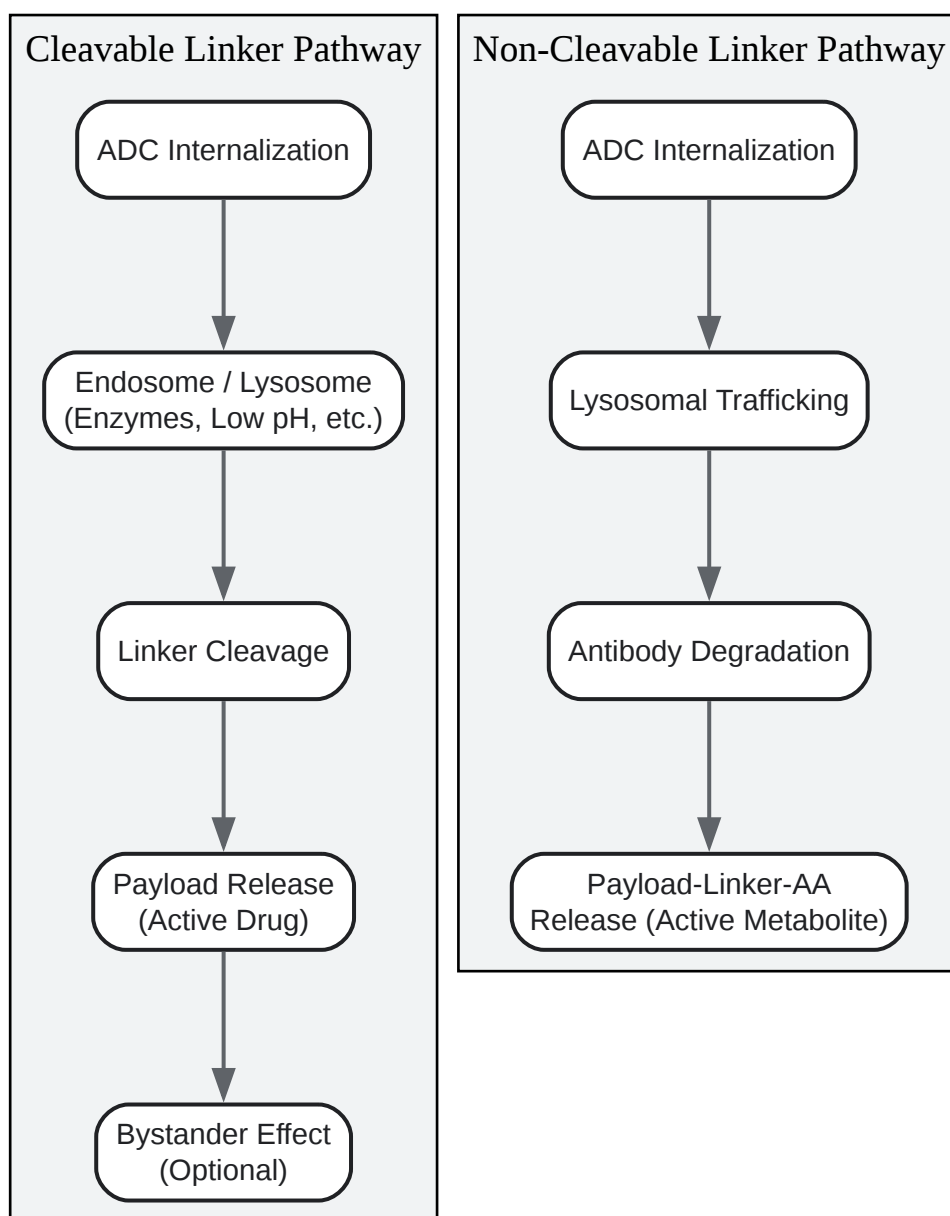 Cleavable Linker Pathway
ADC Internalization
Endosome / Lysosome
(Enzymes, Low pH, etc.)
Linker Cleavage
Payload Release
(Active Drug)
Bystander Effect
(Optional)
Non-Cleavable Linker Pathway
ADC Internalization
Lysosomal Trafficking
Antibody Degradation
Payload-Linker-AA
Release (Active Metabolite)